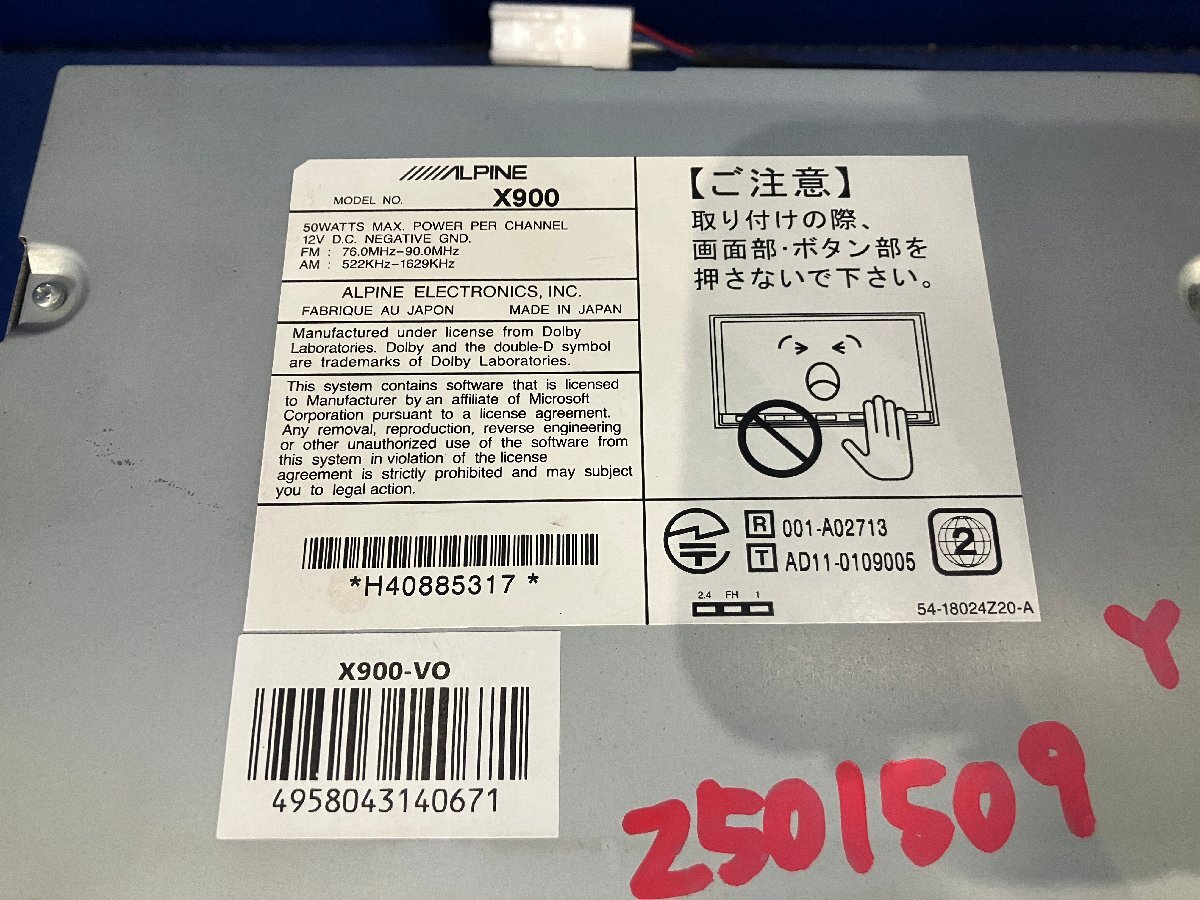 ALPINE
MODEL NO. X900
50WATTS MAX. POWER PER CHANNEL
12V D.C. NEGATIVE GND.
FM : 76.0MHz-90.0MHz
AM : 522KHz-1629KHz
ALPINE ELECTRONICS, INC.
FABRIQUE AU JAPON MADE IN JAPAN
Manufactured under license from Dolby
Laboratories. Dolby and the double-D symbol
are trademarks of Dolby Laboratories.
This system contains software that is licensed
to Manufacturer by an affiliate of Microsoft
Corporation pursuant to a license agreement.
Any removal, reproduction, reverse engineering
or other unauthorized use of the software from
this system in violation of the license
agreement is strictly prohibited and may subject
you to legal action.
*H40885317*
【ご注意】
取り付けの際、
画面部・ボタン部を
押さないで下さい。
R 001-A02713
T AD11-0109005
2
2.4 FH 1
54-18024Z20-A
X900-VO
4958043140671
Y
2501509